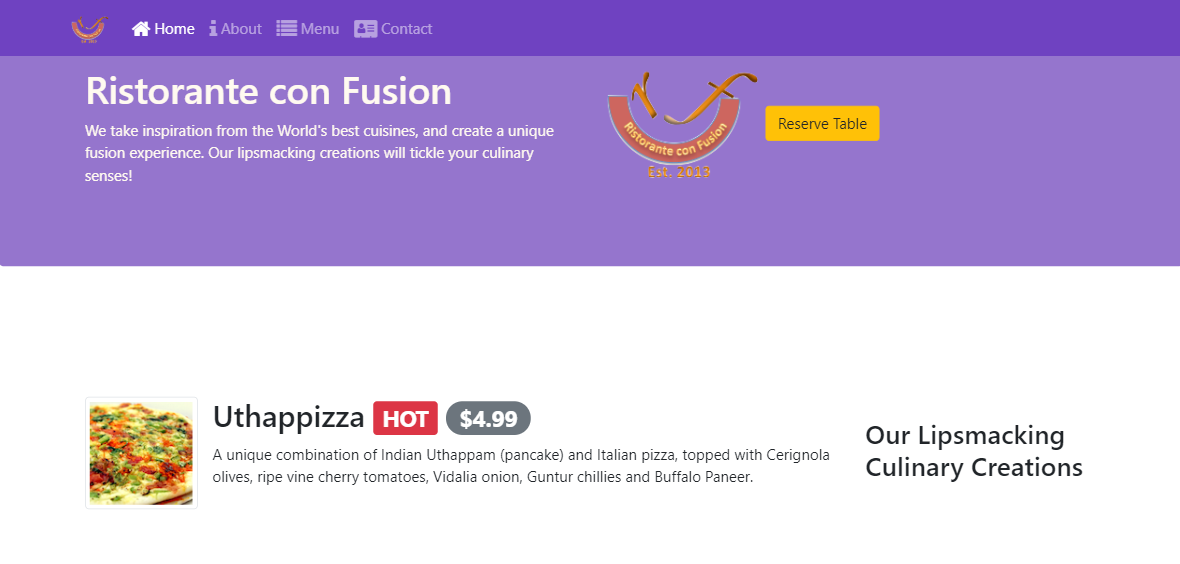 Home About Menu Contact
Ristorante con Fusion
We take inspiration from the World's best cuisines, and create a unique
fusion experience. Our lipsmacking creations will tickle your culinary
senses!
Ristorante con Fusion
Est. 2013
Reserve Table
Uthappizza HOT $4.99
A unique combination of Indian Uthappam (pancake) and Italian pizza, topped with Cerignola
olives, ripe vine cherry tomatoes, Vidalia onion, Guntur chillies and Buffalo Paneer.
Our Lipsmacking
Culinary Creations